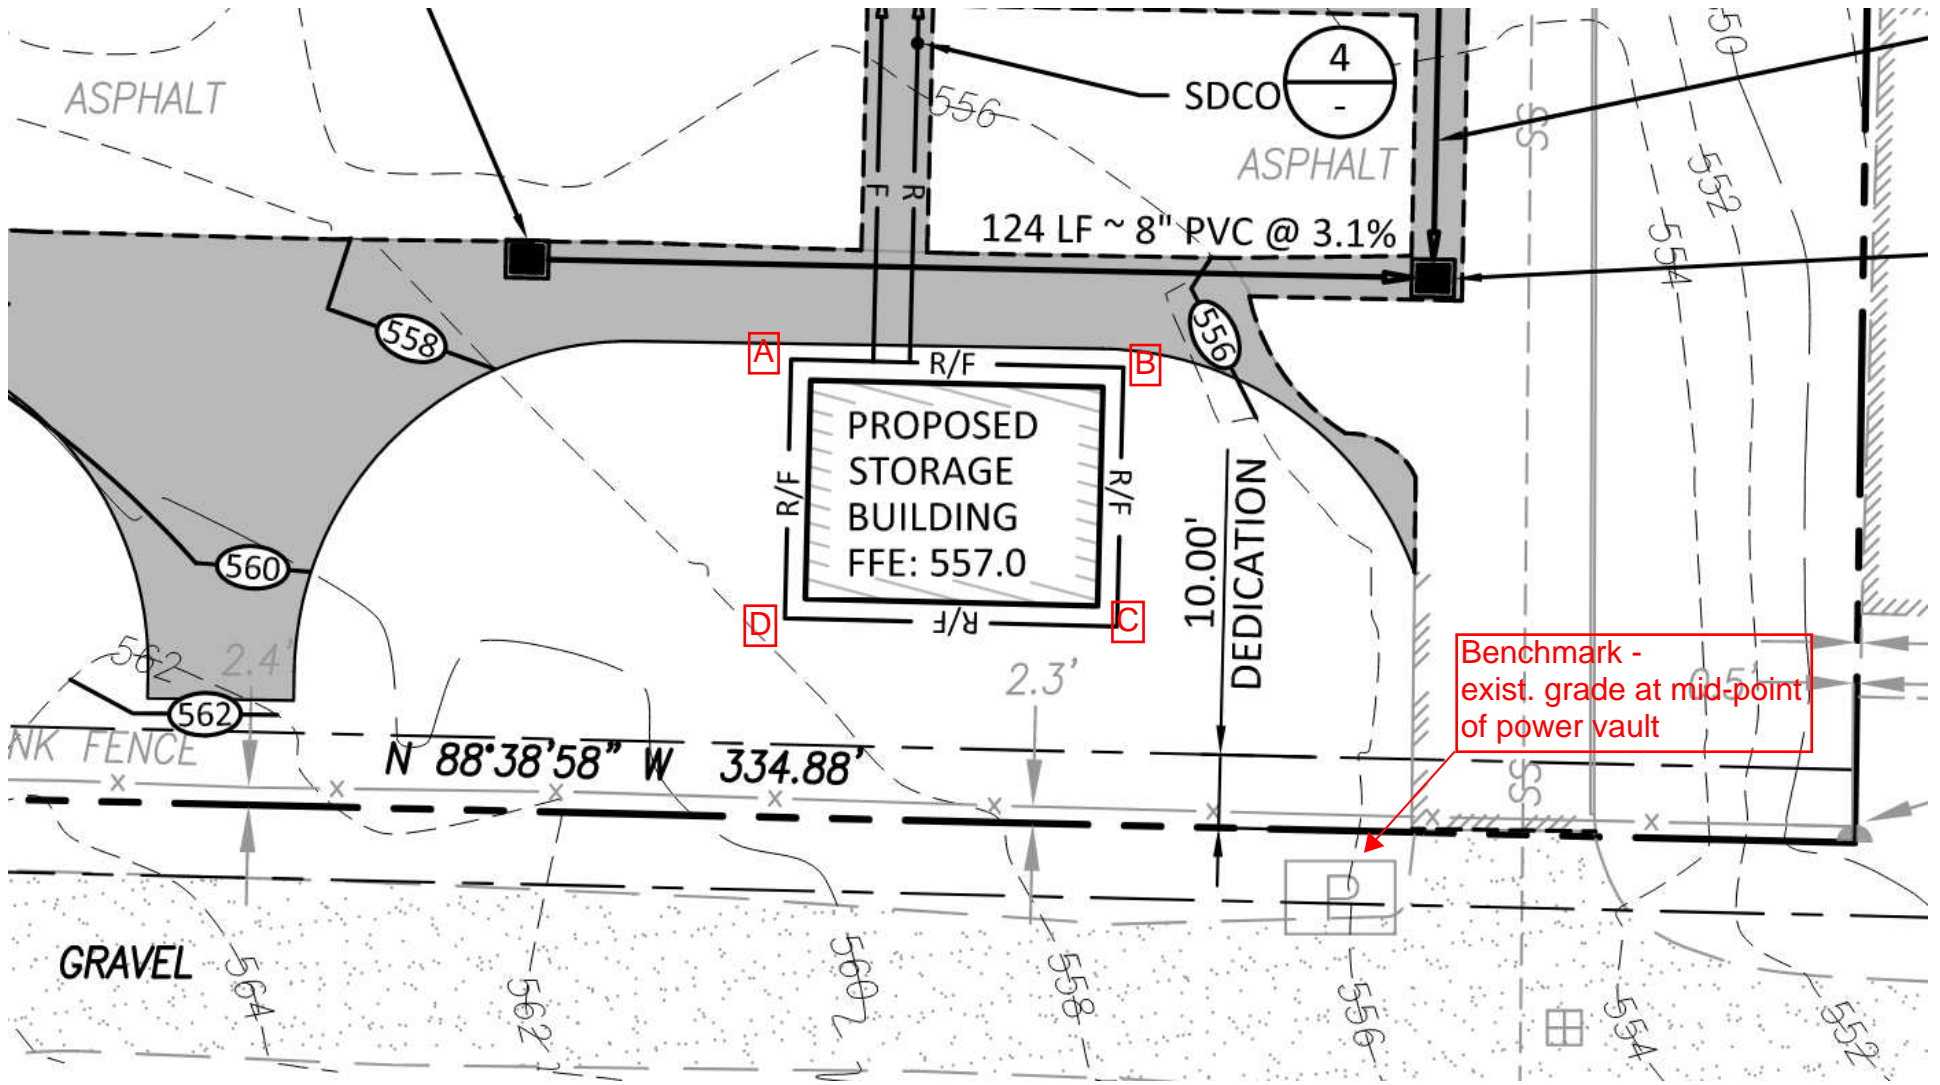 550
4
-
ASPHALT
556
SDCO
SS
ASPHALT
552
F
R
124 LF ~ 8" PVC @ 3.1%
554
558
556
A
R/F
B
PROPOSED
STORAGE
BUILDING
FFE: 557.0
R/F
R/F
10.00'
DEDICATION
560
D
R/F
C
562
2.4'
2.3'
Benchmark -
exist. grade at mid-point
of power vault
0.5'
562
NK FENCE
N 88°38'58" W 334.88'
SS
x x x x x x x x
P
GRAVEL
564
562
560
558
556
554
552